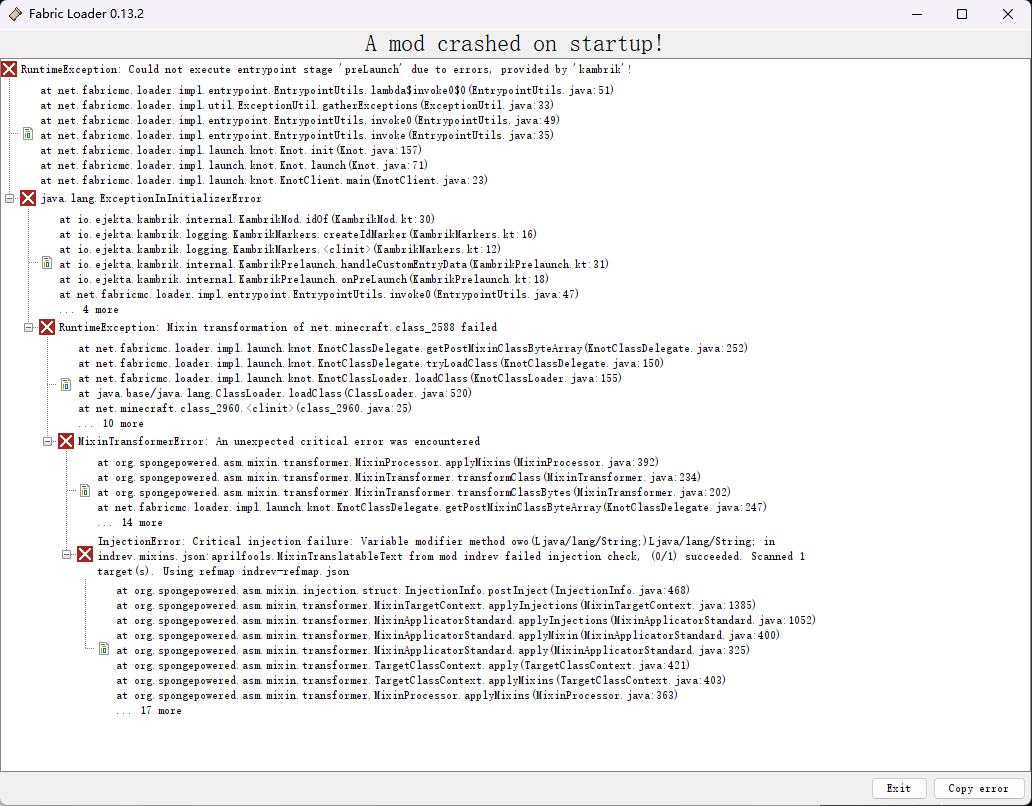 Fabric Loader 0.13.2
A mod crashed on startup!
RuntimeException: Could not execute entrypoint stage 'preLaunch' due to errors, provided by 'kambrik'!
at net.fabricmc.loader.impl.entrypoint.EntrypointUtils.lambda$invoke0$0(EntrypointUtils.java:51)
at net.fabricmc.loader.impl.util.ExceptionUtil.gatherExceptions(ExceptionUtil.java:33)
at net.fabricmc.loader.impl.entrypoint.EntrypointUtils.invoke0(EntrypointUtils.java:49)
at net.fabricmc.loader.impl.entrypoint.EntrypointUtils.invoke(EntrypointUtils.java:35)
at net.fabricmc.loader.impl.launch.knot.Knot.init(Knot.java:157)
at net.fabricmc.loader.impl.launch.knot.Knot.launch(Knot.java:71)
at net.fabricmc.loader.impl.launch.knot.KnotClient.main(KnotClient.java:23)
java.lang.ExceptionInInitializerError
at io.ejekta.kambrik.internal.KambrikMod.idOf(KambrikMod.kt:30)
at io.ejekta.kambrik.logging.KambrikMarkers.createIdMarker(KambrikMarkers.kt:16)
at io.ejekta.kambrik.logging.KambrikMarkers.<clinit>(KambrikMarkers.kt:12)
at io.ejekta.kambrik.internal.KambrikPrelaunch.handleCustomEntryData(KambrikPrelaunch.kt:31)
at io.ejekta.kambrik.internal.KambrikPrelaunch.onPreLaunch(KambrikPrelaunch.kt:18)
at net.fabricmc.loader.impl.entrypoint.EntrypointUtils.invoke0(EntrypointUtils.java:47)
... 4 more
RuntimeException: Mixin transformation of net.minecraft.class_2588 failed
at net.fabricmc.loader.impl.launch.knot.KnotClassDelegate.getPostMixinClassByteArray(KnotClassDelegate.java:252)
at net.fabricmc.loader.impl.launch.knot.KnotClassDelegate.tryLoadClass(KnotClassDelegate.java:150)
at net.fabricmc.loader.impl.launch.knot.KnotClassLoader.loadClass(KnotClassLoader.java:155)
at java.base/java.lang.ClassLoader.loadClass(ClassLoader.java:520)
at net.minecraft.class_2960.<clinit>(class_2960.java:25)
... 10 more
MixinTransformerError: An unexpected critical error was encountered
at org.spongepowered.asm.mixin.transformer.MixinProcessor.applyMixins(MixinProcessor.java:392)
at org.spongepowered.asm.mixin.transformer.MixinTransformer.transformClass(MixinTransformer.java:234)
at org.spongepowered.asm.mixin.transformer.MixinTransformer.transformClassBytes(MixinTransformer.java:202)
at net.fabricmc.loader.impl.launch.knot.KnotClassDelegate.getPostMixinClassByteArray(KnotClassDelegate.java:247)
... 14 more
InjectionError: Critical injection failure: Variable modifier method owo(Ljava/lang/String;)Ljava/lang/String; in
indrev.mixins.json:aprilfools.MixinTranslatableText from mod indrev failed injection check, (0/1) succeeded. Scanned 1
target(s). Using refmap indrev-refmap.json
at org.spongepowered.asm.mixin.injection.struct.InjectionInfo.postInject(InjectionInfo.java:468)
at org.spongepowered.asm.mixin.transformer.MixinTargetContext.applyInjections(MixinTargetContext.java:1385)
at org.spongepowered.asm.mixin.transformer.MixinApplicatorStandard.applyInjections(MixinApplicatorStandard.java:1052)
at org.spongepowered.asm.mixin.transformer.MixinApplicatorStandard.applyMixin(MixinApplicatorStandard.java:400)
at org.spongepowered.asm.mixin.transformer.MixinApplicatorStandard.apply(MixinApplicatorStandard.java:325)
at org.spongepowered.asm.mixin.transformer.TargetClassContext.apply(TargetClassContext.java:421)
at org.spongepowered.asm.mixin.transformer.TargetClassContext.applyMixins(TargetClassContext.java:403)
at org.spongepowered.asm.mixin.transformer.MixinProcessor.applyMixins(MixinProcessor.java:363)
... 17 more
Exit
Copy error